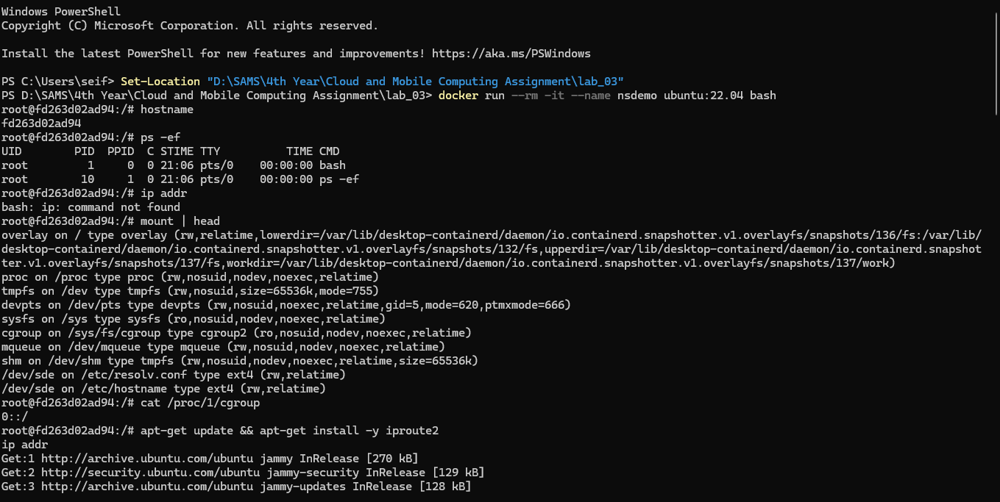 Windows PowerShell
Copyright (C) Microsoft Corporation. All rights reserved.
Install the latest PowerShell for new features and improvements! https://aka.ms/PSWindows
PS C:\Users\seif> Set-Location "D:\SAMS\4th Year\Cloud and Mobile Computing Assignment\lab_03"
PS D:\SAMS\4th Year\Cloud and Mobile Computing Assignment\lab_03> docker run --rm -it --name nsdemo ubuntu:22.04 bash
root@fd263d02ad94:/# hostname
fd263d02ad94
root@fd263d02ad94:/# ps -ef
UID        PID  PPID  C STIME TTY          TIME CMD
root         1     0  0 21:06 pts/0    00:00:00 bash
root        10     1  0 21:06 pts/0    00:00:00 ps -ef
root@fd263d02ad94:/# ip addr
bash: ip: command not found
root@fd263d02ad94:/# mount | head
overlay on / type overlay (rw,relatime,lowerdir=/var/lib/desktop-containerd/daemon/io.containerd.snapshotter.v1.overlayfs/snapshots/136/fs:/var/lib/
desktop-containerd/daemon/io.containerd.snapshotter.v1.overlayfs/snapshots/132/fs,upperdir=/var/lib/desktop-containerd/daemon/io.containerd.snapshot
ter.v1.overlayfs/snapshots/137/fs,workdir=/var/lib/desktop-containerd/daemon/io.containerd.snapshotter.v1.overlayfs/snapshots/137/work)
proc on /proc type proc (rw,nosuid,nodev,noexec,relatime)
tmpfs on /dev type tmpfs (rw,nosuid,size=65536k,mode=755)
devpts on /dev/pts type devpts (rw,nosuid,noexec,relatime,gid=5,mode=620,ptmxmode=666)
sysfs on /sys type sysfs (ro,nosuid,nodev,noexec,relatime)
cgroup on /sys/fs/cgroup type cgroup2 (ro,nosuid,nodev,noexec,relatime)
mqueue on /dev/mqueue type mqueue (rw,nosuid,nodev,noexec,relatime)
shm on /dev/shm type tmpfs (rw,nosuid,nodev,noexec,relatime,size=65536k)
/dev/sde on /etc/resolv.conf type ext4 (rw,relatime)
/dev/sde on /etc/hostname type ext4 (rw,relatime)
root@fd263d02ad94:/# cat /proc/1/cgroup
0::/
root@fd263d02ad94:/# apt-get update && apt-get install -y iproute2
ip addr
Get:1 http://archive.ubuntu.com/ubuntu jammy InRelease [270 kB]
Get:2 http://security.ubuntu.com/ubuntu jammy-security InRelease [129 kB]
Get:3 http://archive.ubuntu.com/ubuntu jammy-updates InRelease [128 kB]